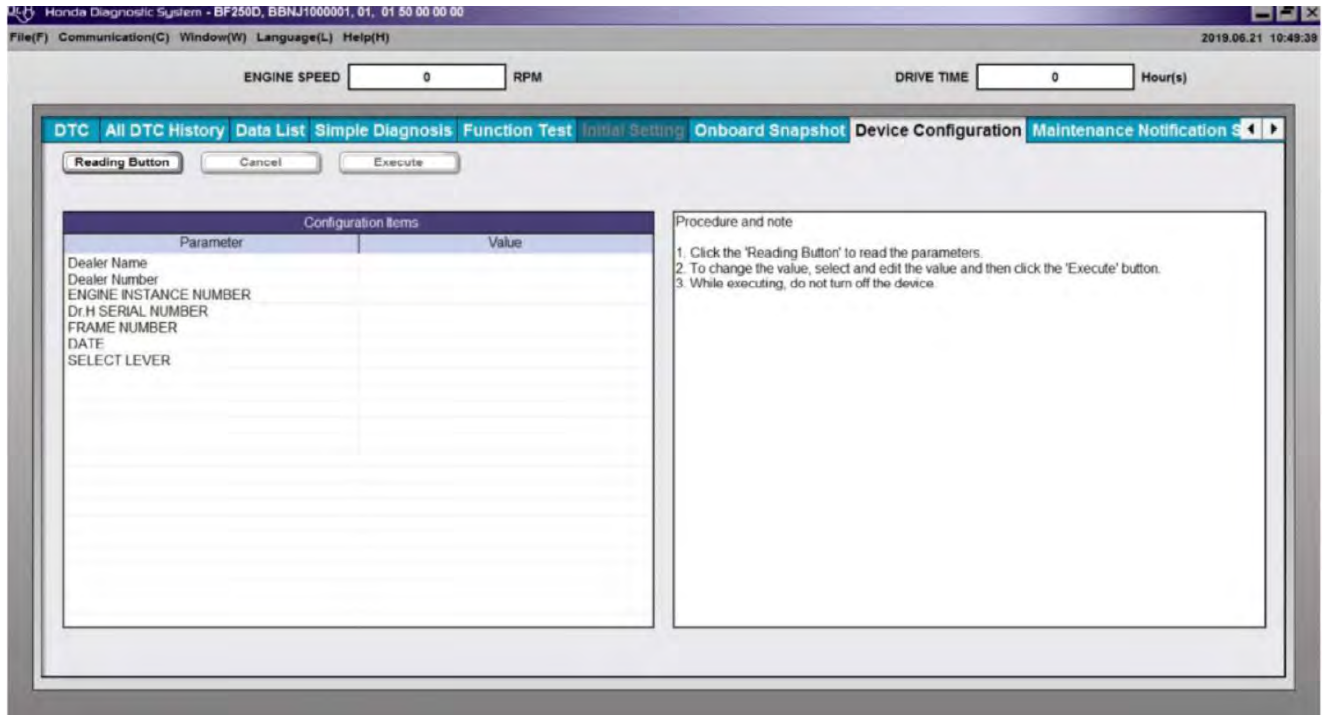 Honda Diagnostic System - BF250D, BBNJ1000001, 01, 01 50 00 00 00
File(F) Communication(C) Window(W) Language(L) Help(H) 2019.06.21 10:49:39
ENGINE SPEED 0 RPM DRIVE TIME 0 Hour(s)
DTC All DTC History Data List Simple Diagnosis Function Test Initial Setting Onboard Snapshot Device Configuration Maintenance Notification S
Reading Button Cancel Execute
Configuration Items
Parameter Value
Dealer Name
Dealer Number
ENGINE INSTANCE NUMBER
Dr.H SERIAL NUMBER
FRAME NUMBER
DATE
SELECT LEVER
Procedure and note
1. Click the 'Reading Button' to read the parameters.
2. To change the value, select and edit the value and then click the 'Execute' button.
3. While executing, do not turn off the device.